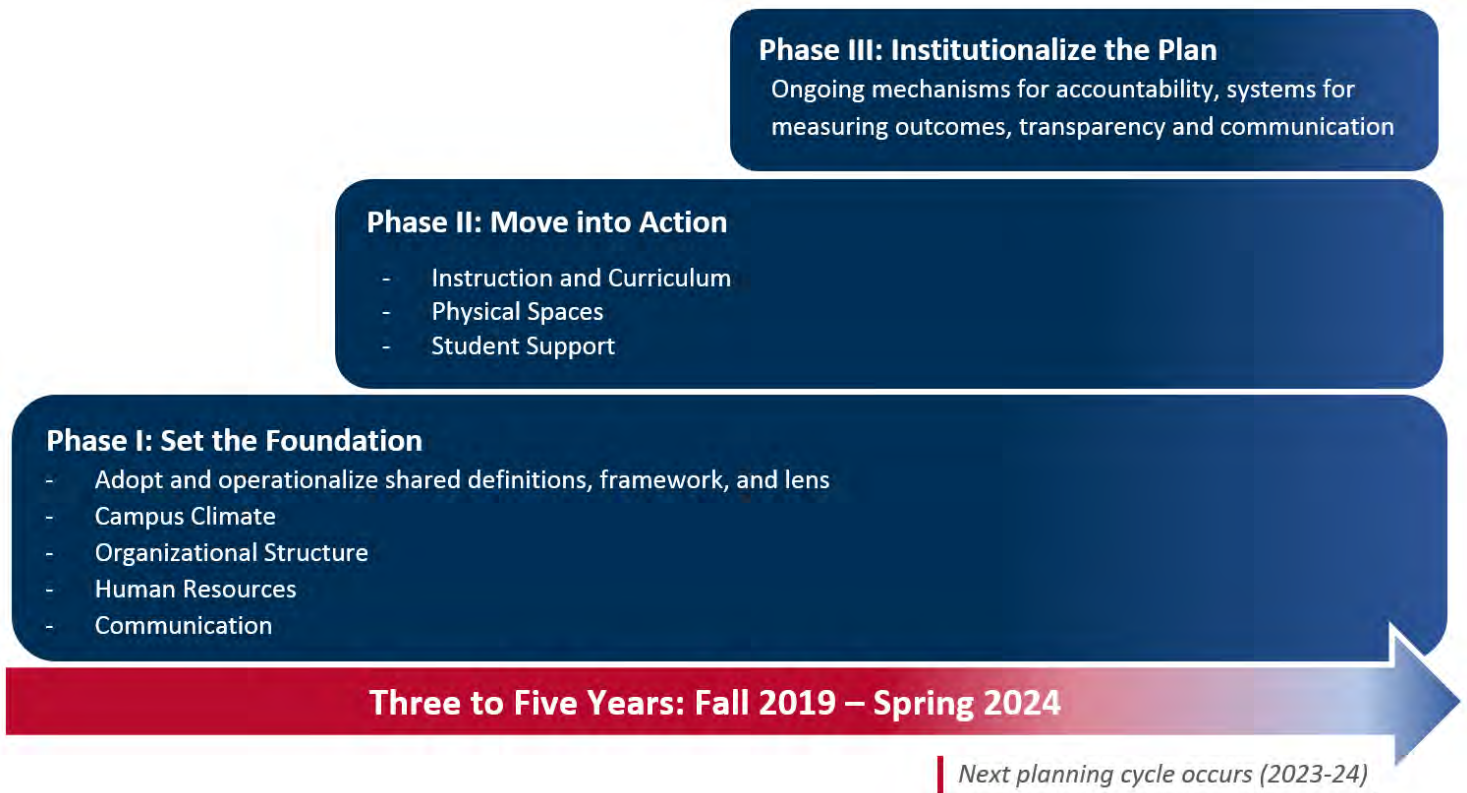 Phase III: Institutionalize the Plan
Ongoing mechanisms for accountability, systems for
measuring outcomes, transparency and communication
Phase II: Move into Action
- Instruction and Curriculum
- Physical Spaces
- Student Support
Phase I: Set the Foundation
- Adopt and operationalize shared definitions, framework, and lens
- Campus Climate
- Organizational Structure
- Human Resources
- Communication
Three to Five Years: Fall 2019 – Spring 2024
Next planning cycle occurs (2023-24)